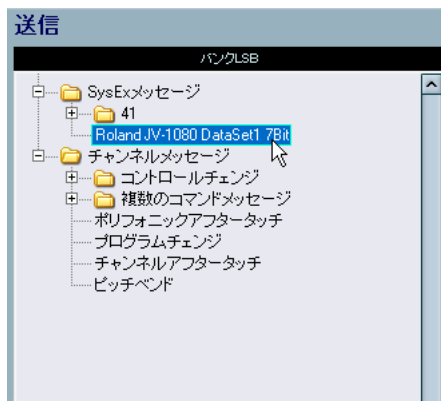 送信
バンクLSB
SysExメッセージ
41
Roland JV-1080 DataSet1 7Bit
チャンネルメッセージ
コントロールチェンジ
複数のコマンドメッセージ
ポリフォニックアフタータッチ
プログラムチェンジ
チャンネルアフタータッチ
ピッチベンド